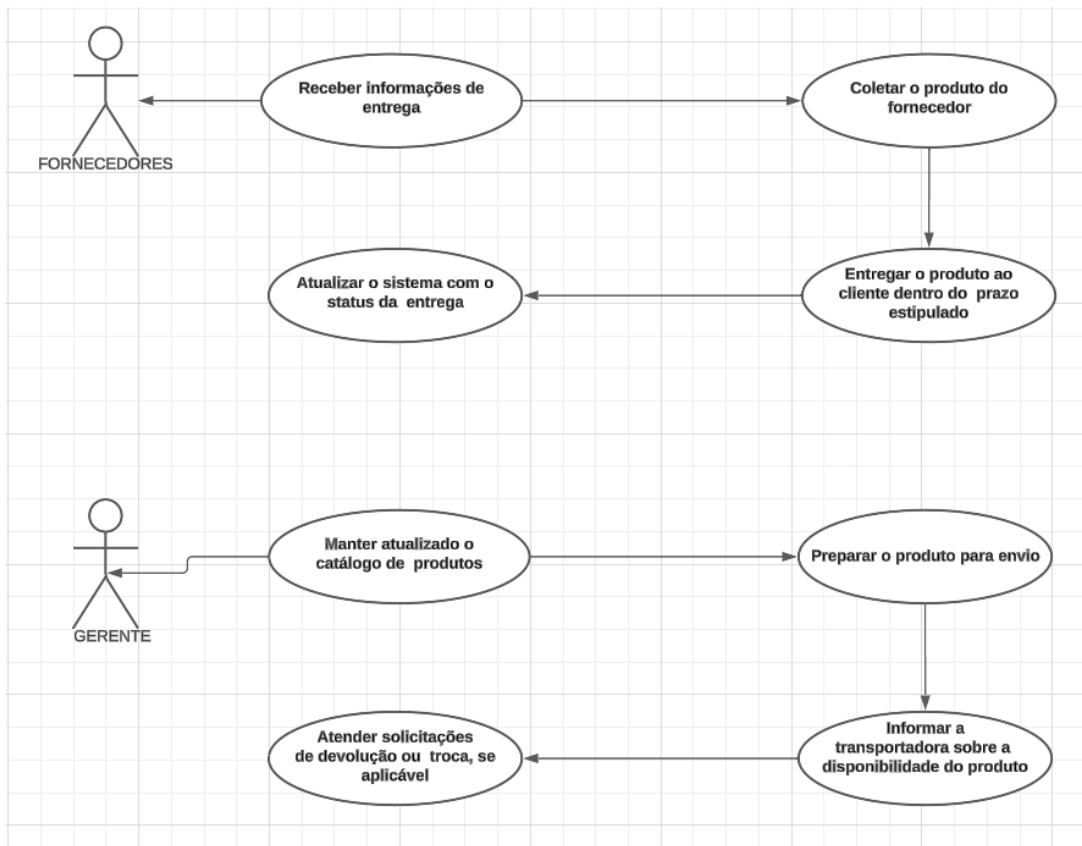 Receber informações de
entrega
Coletar o produto do
fornecedor
FORNECEDORES
Atualizar o sistema com o
status da entrega
Entregar o produto ao
cliente dentro do prazo
estipulado
Manter atualizado o
catálogo de produtos
Preparar o produto para envio
GERENTE
Atender solicitações
de devolução ou troca, se
aplicável
Informar a
transportadora sobre a
disponibilidade do produto